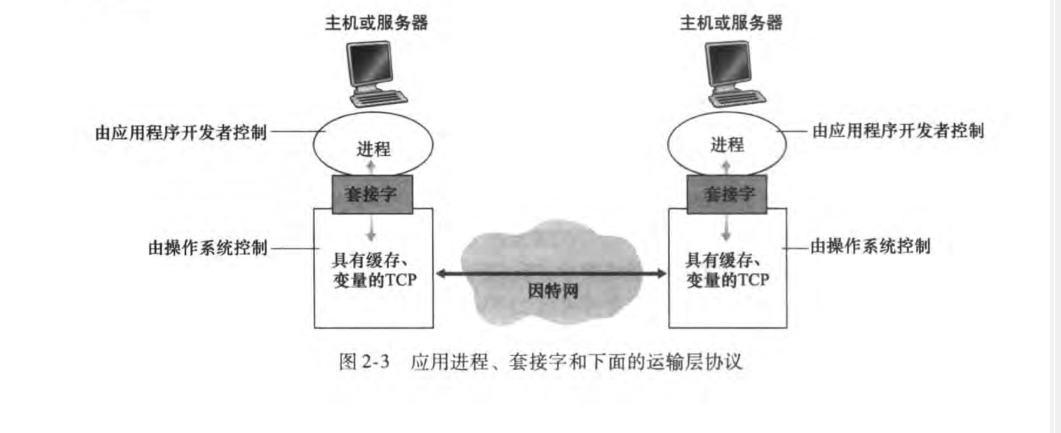 主机或服务器
主机或服务器
由应用程序开发者控制
进程
进程
由应用程序开发者控制
套接字
套接字
由操作系统控制
具有缓存、
变量的TCP
因特网
具有缓存、
变量的TCP
由操作系统控制
图 2-3 应用进程、套接字和下面的运输层协议